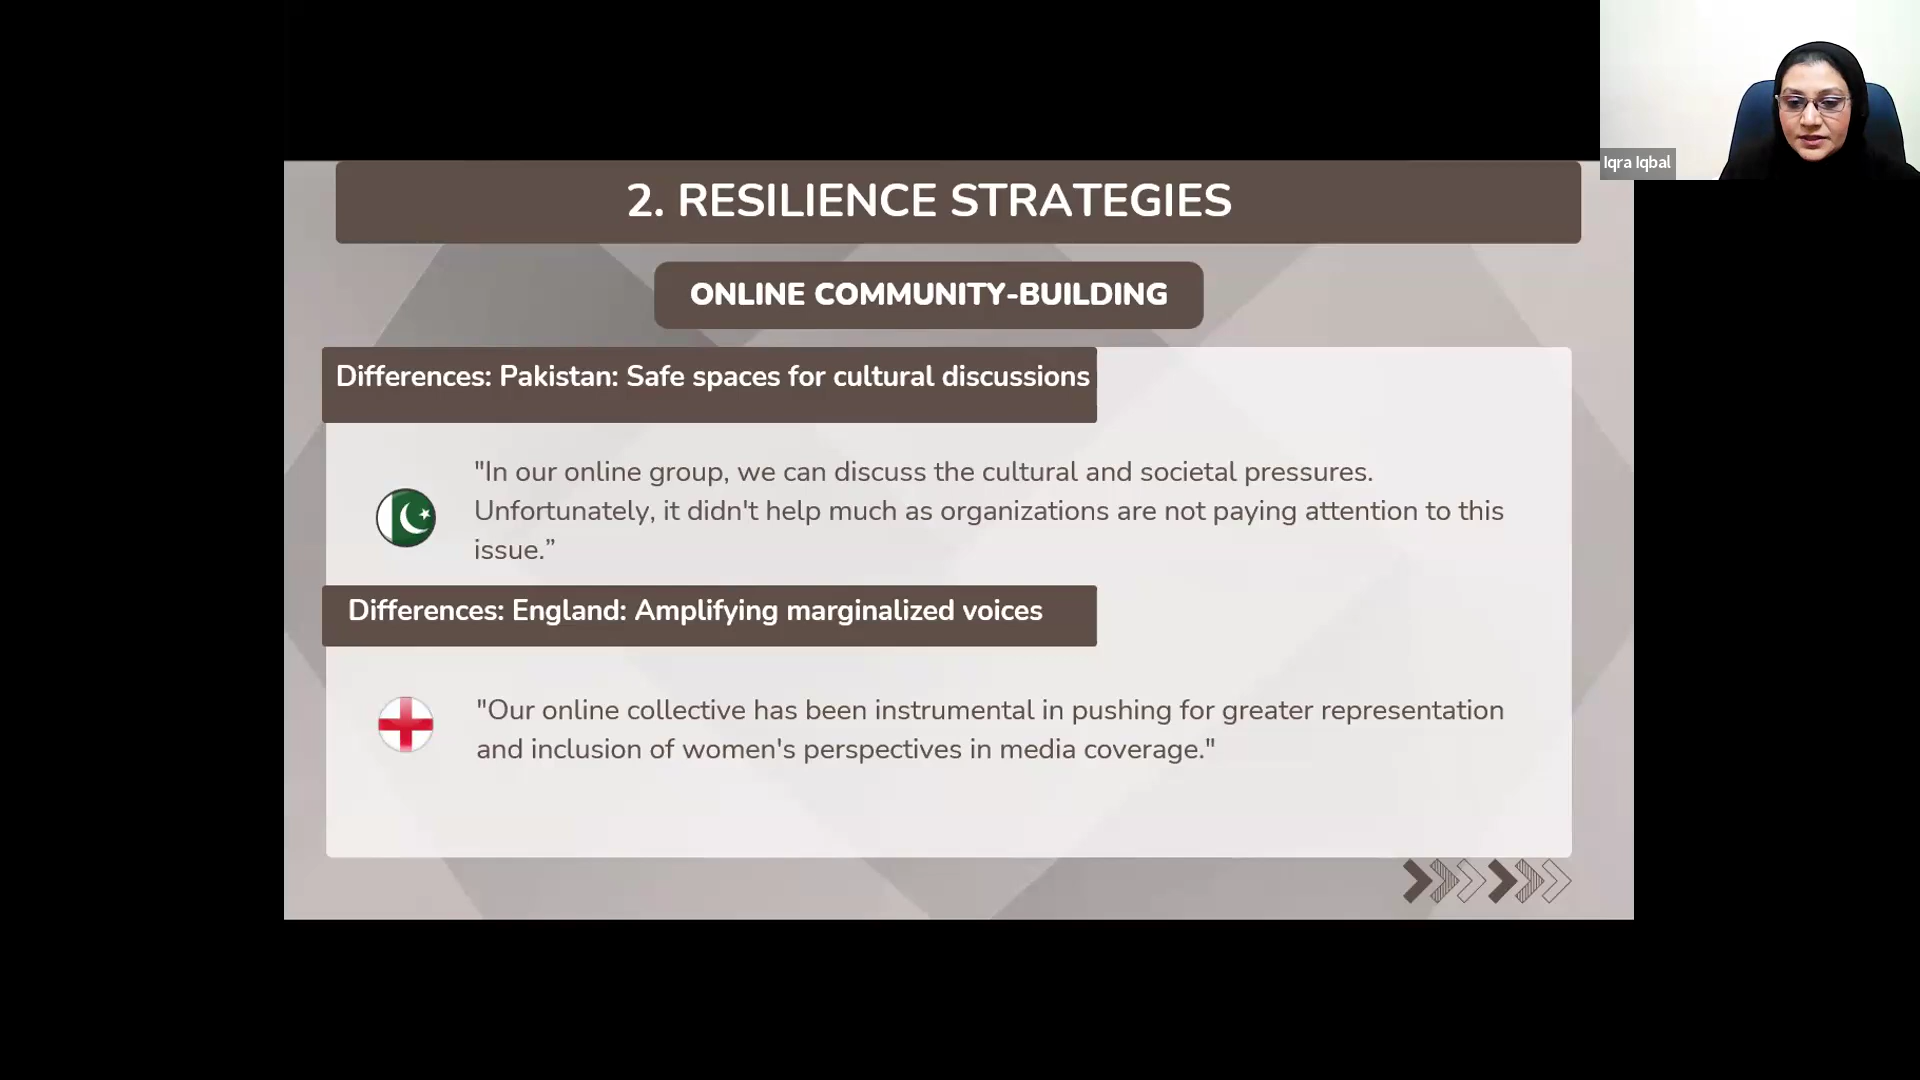 Iqra Iqbal
2. RESILIENCE STRATEGIES
ONLINE COMMUNITY-BUILDING
Differences: Pakistan: Safe spaces for cultural discussions
"In our online group, we can discuss the cultural and societal pressures.
Unfortunately, it didn't help much as organizations are not paying attention to this
issue.”
Differences: England: Amplifying marginalized voices
"Our online collective has been instrumental in pushing for greater representation
and inclusion of women's perspectives in media coverage."